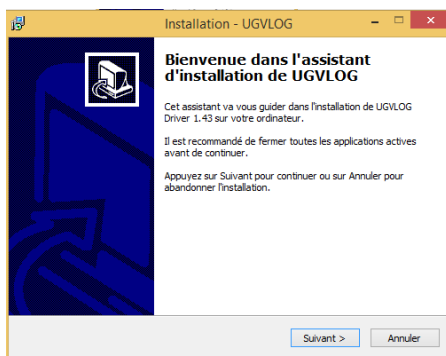 Installation - UGVLOG
Bienvenue dans l'assistant
d'installation de UGVLOG
Cet assistant va vous guider dans l'installation de UGVLOG
Driver 1.43 sur votre ordinateur.
Il est recommandé de fermer toutes les applications actives
avant de continuer.
Appuyez sur Suivant pour continuer ou sur Annuler pour
abandonner l'installation.
Suivant >
Annuler